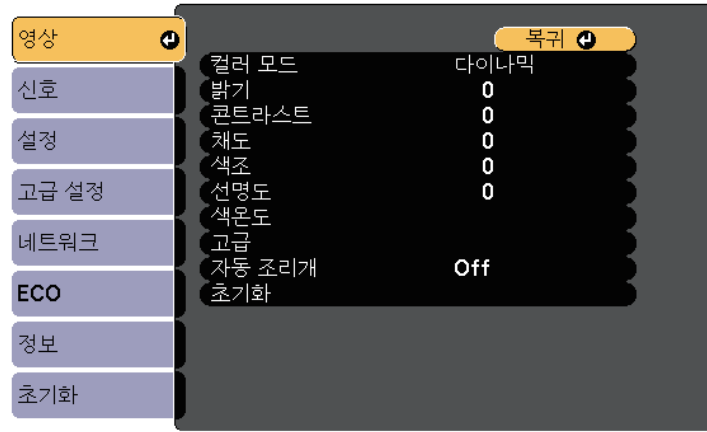 영상
신호
설정
고급 설정
네트워크
ECO
정보
초기화
복귀
컬러 모드 다이나믹
밝기 0
콘트라스트 0
채도 0
색조 0
선명도 0
색온도
고급
자동 조리개 Off
초기화